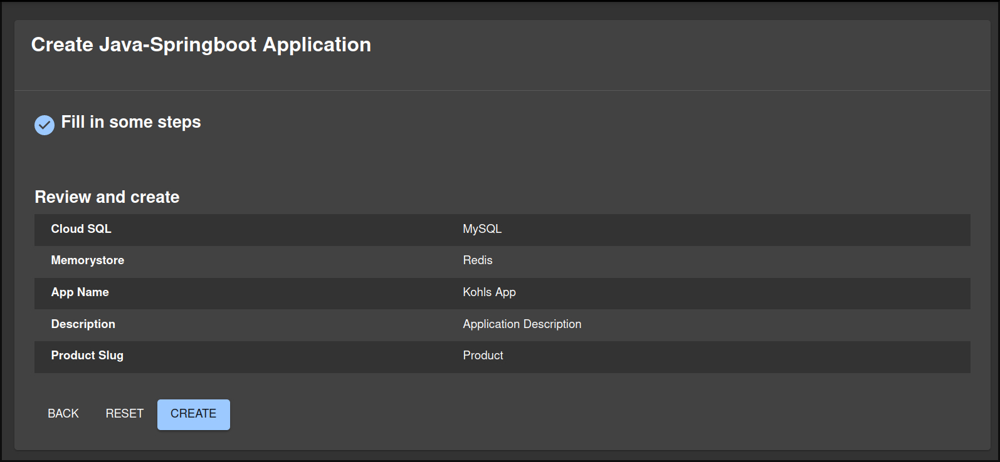 Create Java-Springboot Application
Fill in some steps
Review and create
Cloud SQL MySQL
Memorystore Redis
App Name Kohls App
Description Application Description
Product Slug Product
BACK RESET CREATE